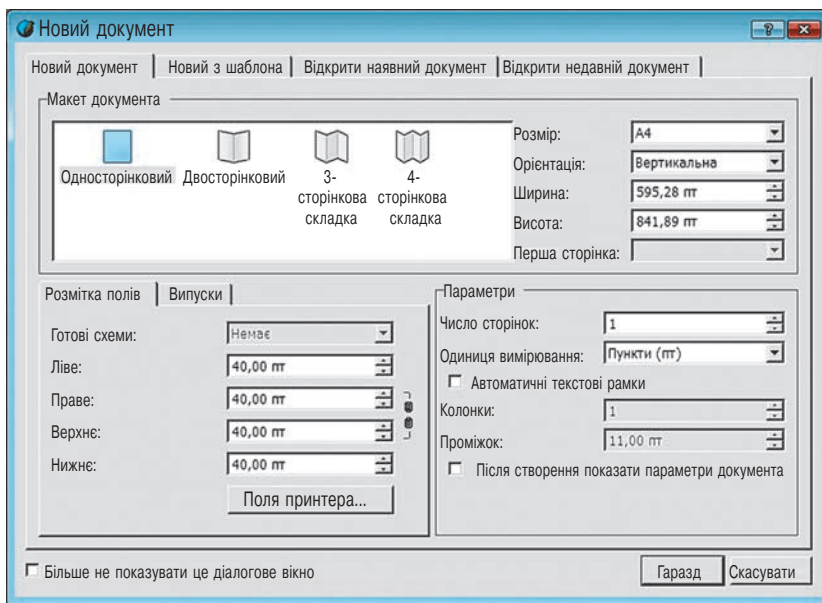 Новий документ
Новий документ
Новий з шаблона
Відкрити наявний документ
Відкрити недавній документ
Макет документа
Односторінковий
Двосторінковий
3-
сторінкова
складка
4-
сторінкова
складка
Розмір: A4
Орієнтація: Вертикальна
Ширина: 595,28 пт
Висота: 841,89 пт
Перша сторінка:
Розмітка полів
Випуски
Готові схеми: Немає
Ліве: 40,00 пт
Праве: 40,00 пт
Верхнє: 40,00 пт
Нижнє: 40,00 пт
Поля принтера...
Параметри
Число сторінок: 1
Одиниця вимірювання: Пункти (пт)
Автоматичні текстові рамки
Колонки: 1
Проміжок: 11,00 пт
Після створення показати параметри документа
Більше не показувати це діалогове вікно
Гаразд
Скасувати